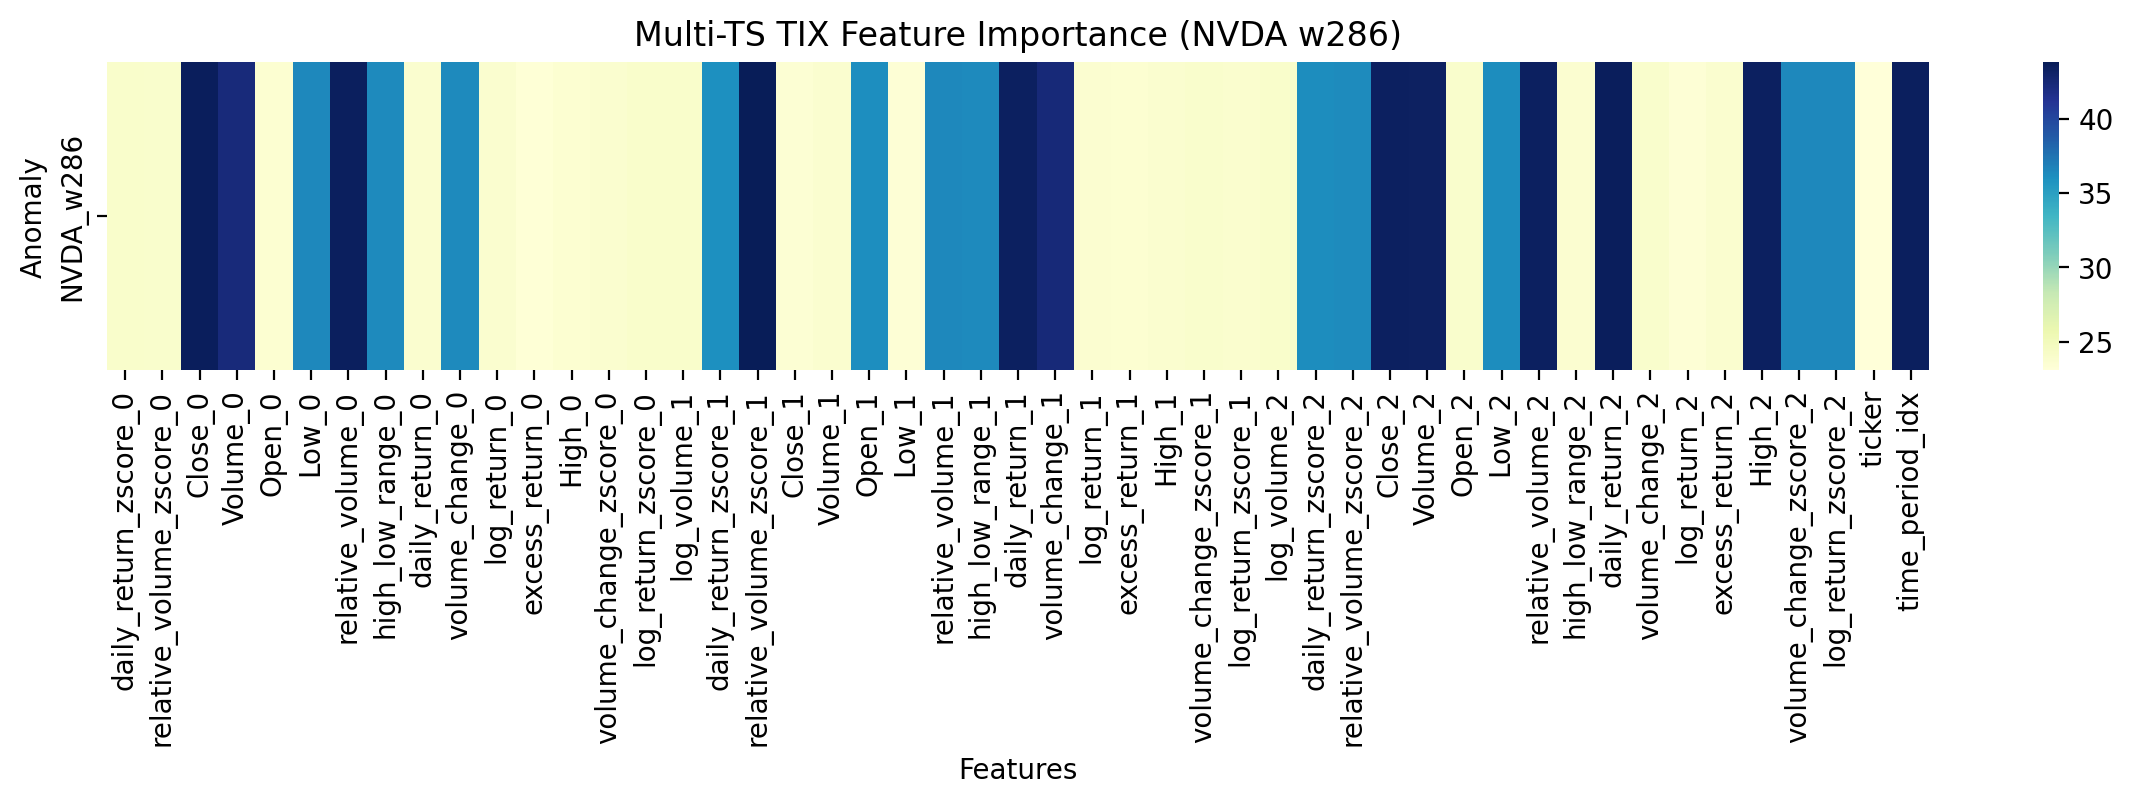 Multi-TS TIX Feature Importance (NVDA w286)
Anomaly
NVDA_w286
40
35
30
25
daily_return_zscore_0
relative_volume_zscore_0
Close_0
Volume_0
Open_0
Low_0
relative_volume_0
high_low_range_0
daily_return_0
volume_change_0
log_return_0
excess_return_0
High_0
volume_change_zscore_0
log_return_zscore_0
log_volume_1
daily_return_zscore_1
relative_volume_zscore_1
Close_1
Volume_1
Open_1
Low_1
relative_volume_1
high_low_range_1
daily_return_1
volume_change_1
log_return_1
excess_return_1
High_1
volume_change_zscore_1
log_return_zscore_1
log_volume_2
daily_return_zscore_2
relative_volume_zscore_2
Close_2
Volume_2
Open_2
Low_2
relative_volume_2
high_low_range_2
daily_return_2
volume_change_2
log_return_2
excess_return_2
High_2
volume_change_zscore_2
log_return_zscore_2
ticker
time_period_idx
Features